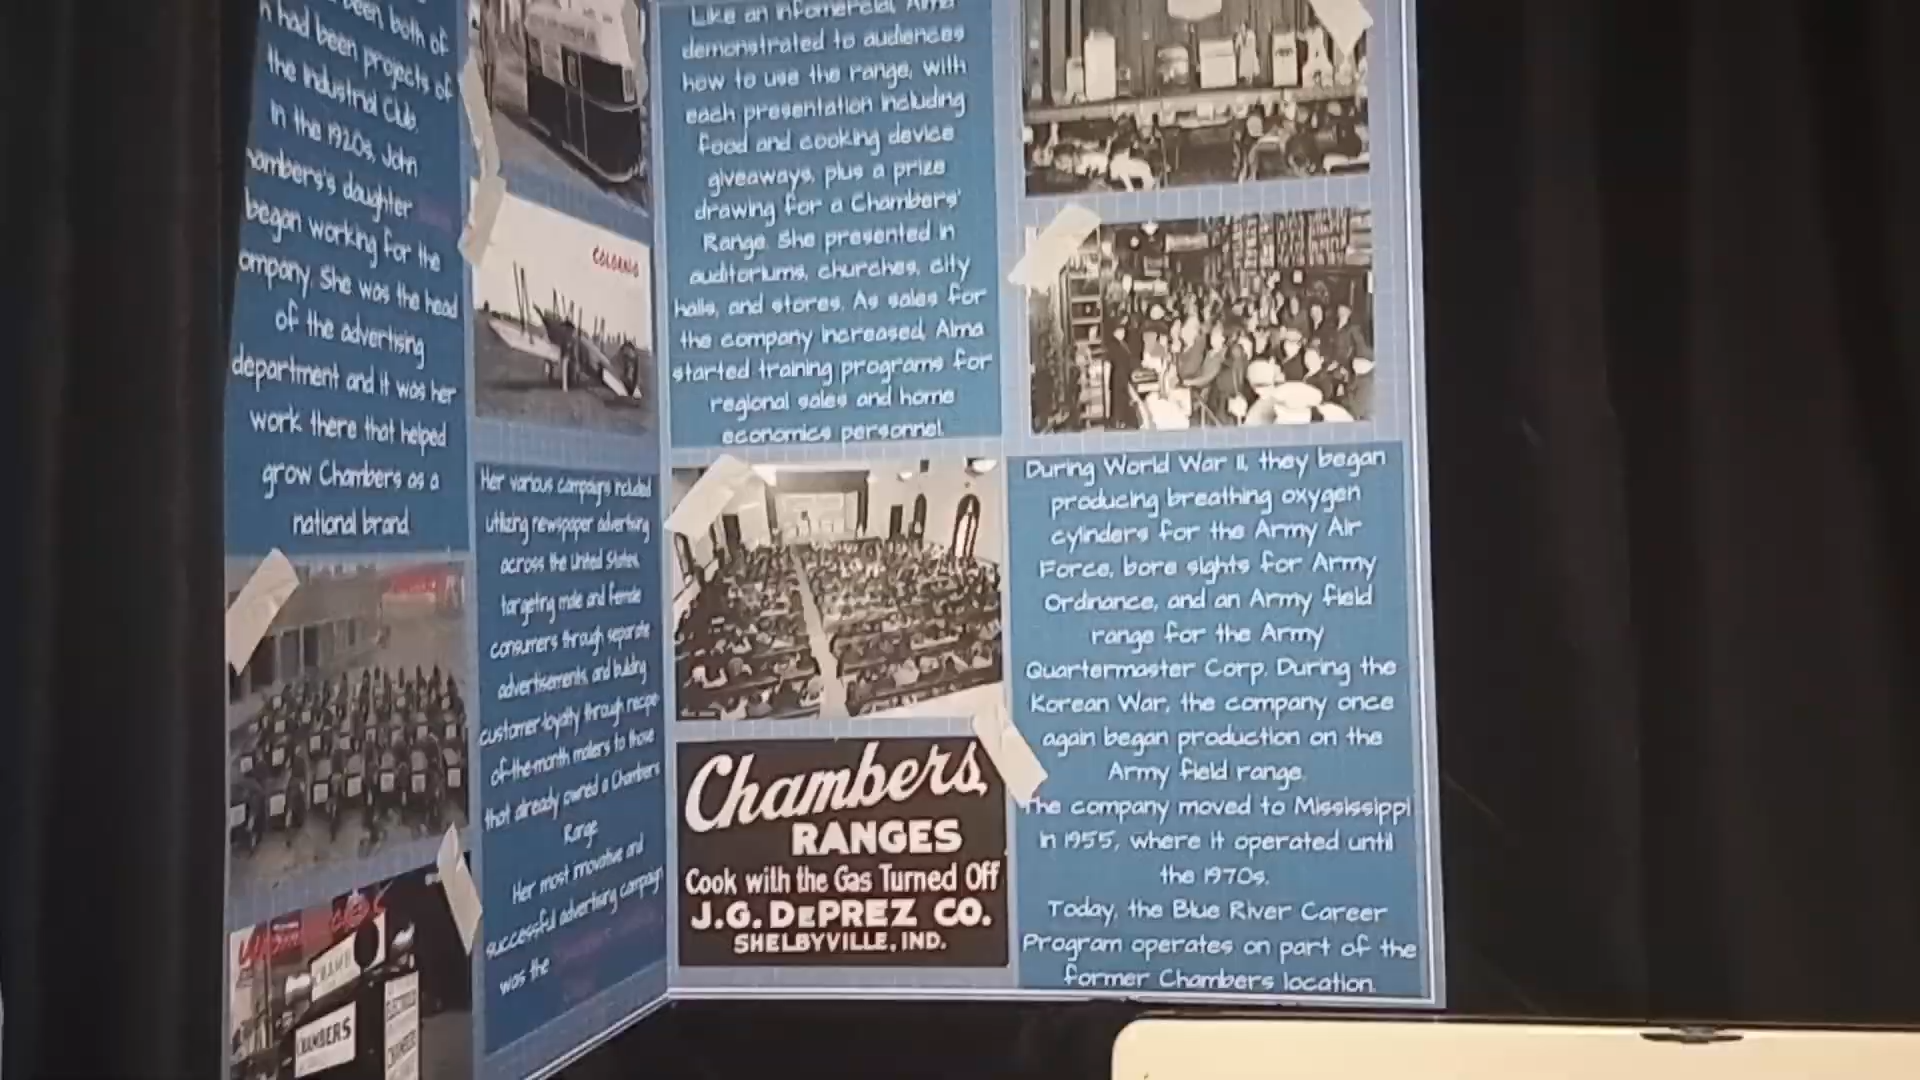 been both of
had been projects of
the Industrial Club.
In the 1920s, John
daughter
began working for the
She was the head
of the advertising
department and it was her
work there that helped
grow Chambers as a
national brand.
CHAMBERS
Her various campaigns included
utilizing newspaper advertising
across the United States,
targeting male and female
consumers through separate
advertisements, and building
customer-loyalty through recipe-
of-the-month mailers to those
that already owned a Chambers
Range.
Her most innovative and
successful advertising campaign
was the
Like an infomercial, Alma
demonstrated to audiences
how to use the range, with
each presentation including
food and cooking device
giveaways, plus a prize
drawing for a Chambers'
Range. She presented in
auditoriums, churches, city
halls, and stores. As sales for
the company increased, Alma
started training programs for
regional sales and home
economics personnel.
Chambers
RANGES
Cook with the Gas Turned Off
J.G. DEPREZ CO.
SHELBYVILLE, IND.
During World War II, they began
producing breathing oxygen
cylinders for the Army Air
Force, bore sights for Army
Ordinance, and an Army field
range for the Army
Quartermaster Corp. During the
Korean War, the company once
again began production on the
Army field range.
The company moved to Mississippi
in 1955, where it operated until
the 1970s.
Today, the Blue River Career
Program operates on part of the
former Chambers location.